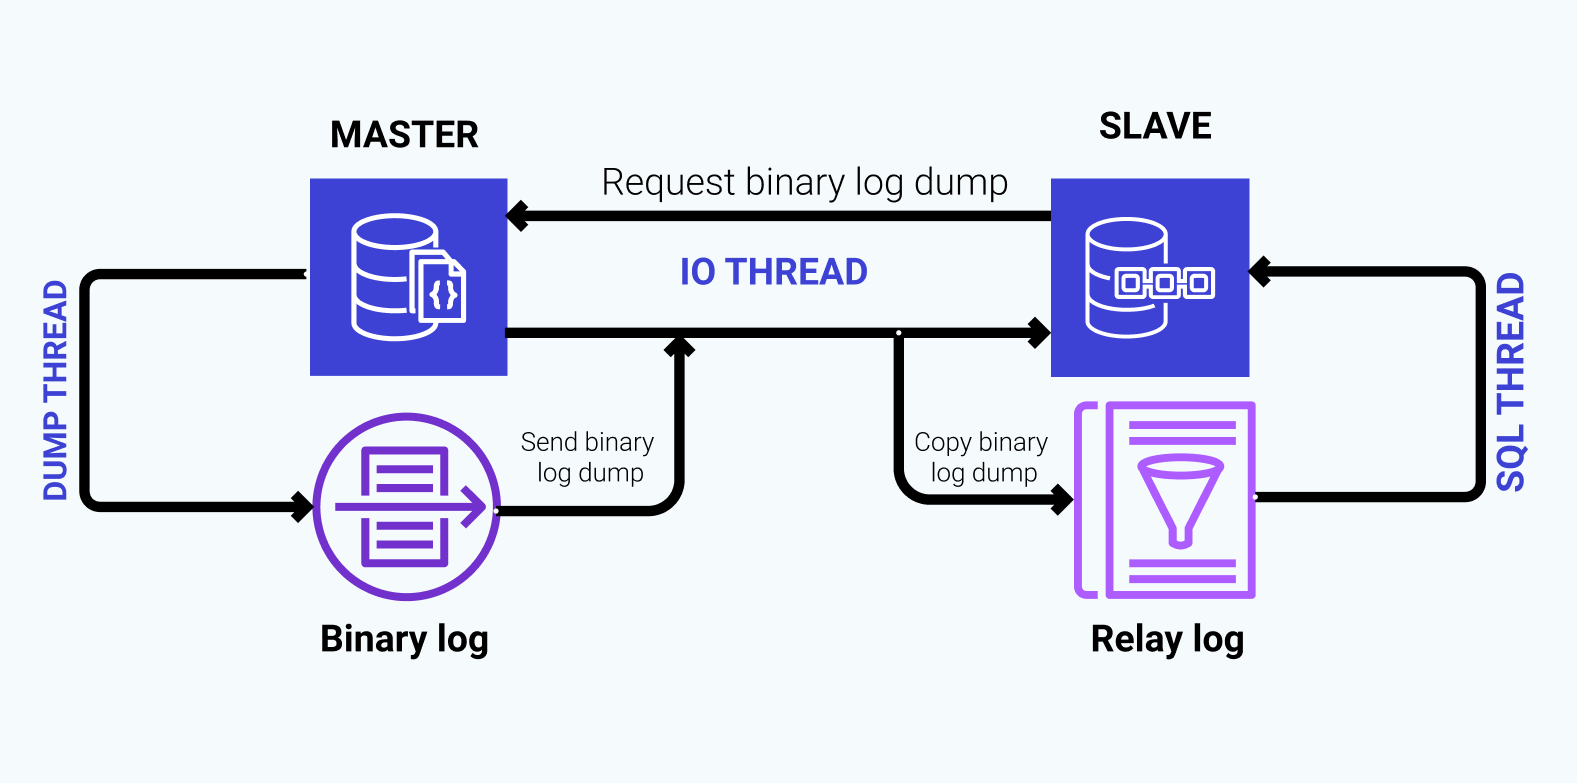 MASTER
SLAVE
Request binary log dump
IO THREAD
DUMP THREAD
SQL THREAD
{}
Send binary
log dump
Copy binary
log dump
Binary log
Relay log